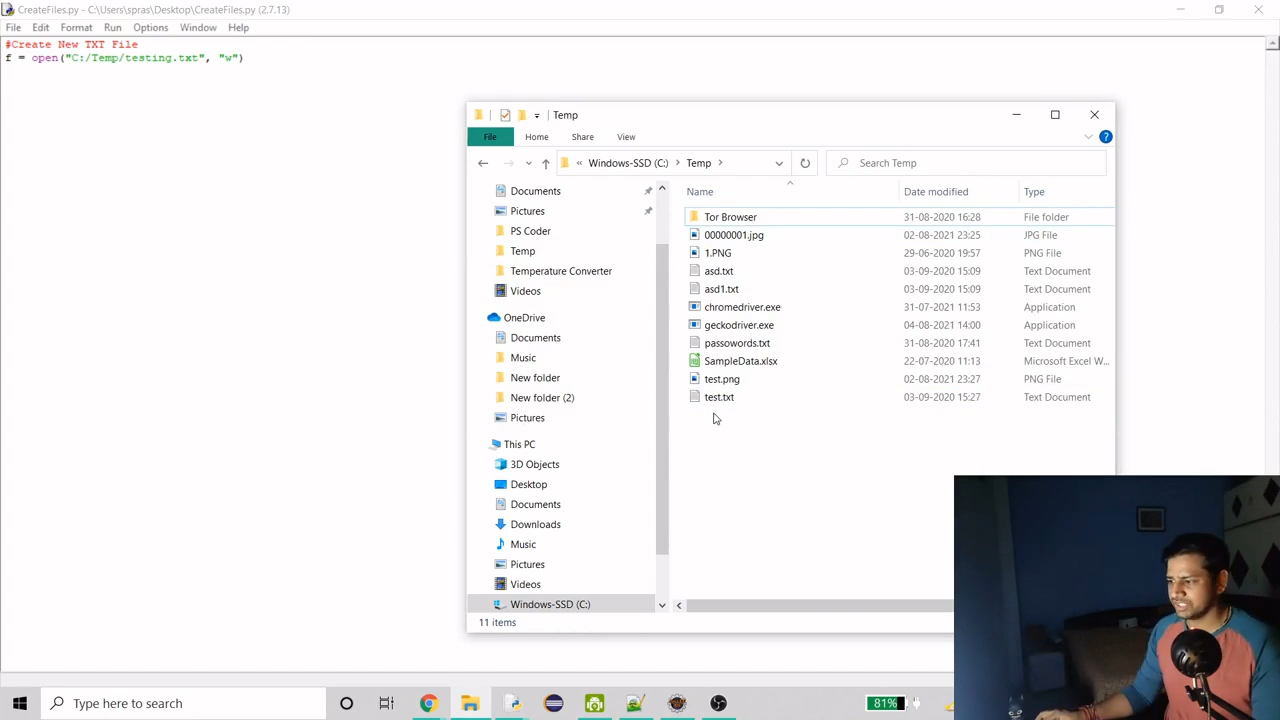 CreateFiles.py - C:\Users\spras\Desktop\CreateFiles.py (2.7.13)
File Edit Format Run Options Window Help
#Create New TXT File
f = open("C:/Temp/testing.txt", "w")
Temp
File Home Share View
« Windows-SSD (C:) > Temp >
Search Temp
Name Date modified Type
Documents
Pictures
PS Coder
Temp
Temperature Converter
Videos
OneDrive
Documents
Music
New folder
New folder (2)
Pictures
This PC
3D Objects
Desktop
Documents
Downloads
Music
Pictures
Videos
Windows-SSD (C:)
Tor Browser 31-08-2020 16:28 File folder
00000001.jpg 02-08-2021 23:25 JPG File
1.PNG 29-06-2020 19:57 PNG File
asd.txt 03-09-2020 15:09 Text Document
asd1.txt 03-09-2020 15:09 Text Document
chromedriver.exe 31-07-2021 11:53 Application
geckodriver.exe 04-08-2021 14:00 Application
passowords.txt 31-08-2020 17:41 Text Document
SampleData.xlsx 22-07-2020 11:13 Microsoft Excel W...
test.png 02-08-2021 23:27 PNG File
test.txt 03-09-2020 15:27 Text Document
11 items
Type here to search
81%